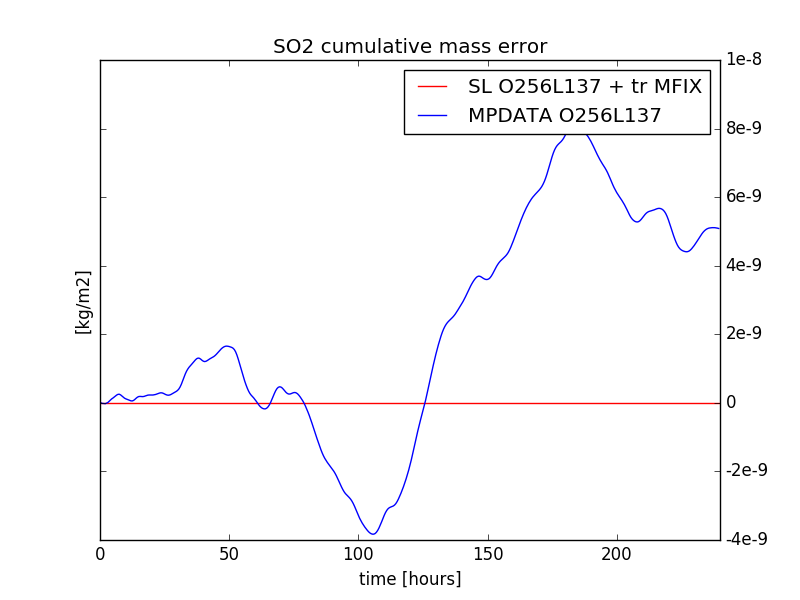 SO2 cumulative mass error
SL O256L137 + tr MFIX
MPDATA O256L137
[kg/m2]
1e-8
8e-9
6e-9
4e-9
2e-9
0
-2e-9
-4e-9
0 50 100 150 200
time [hours]